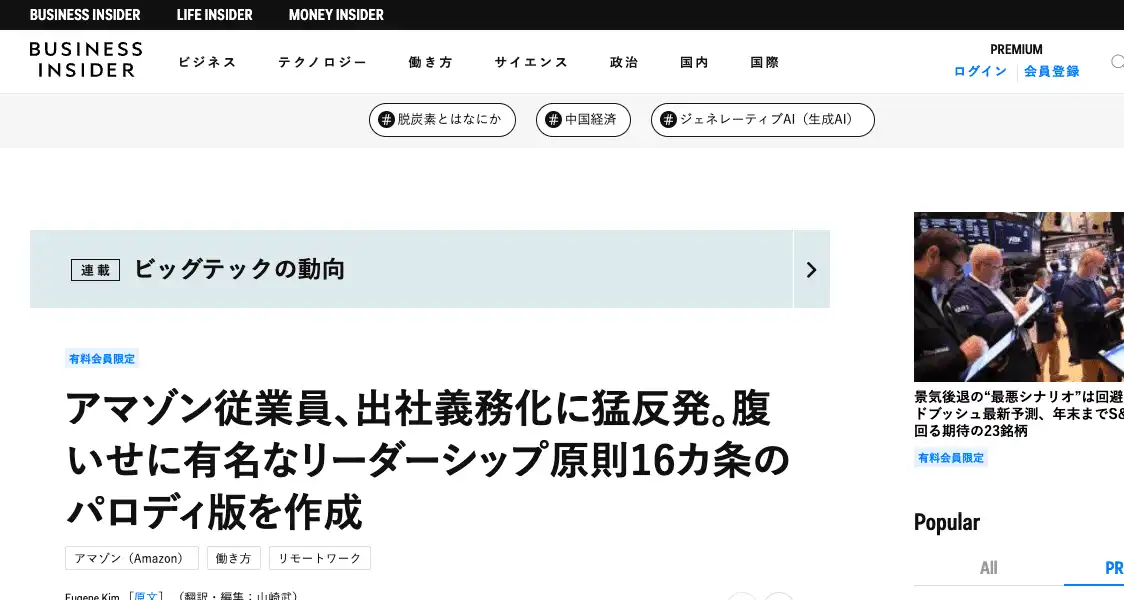 BUSINESS INSIDER LIFE INSIDER MONEY INSIDER
BUSINESS
INSIDER
ビジネス テクノロジー 働き方 サイエンス 政治 国内 国際
PREMIUM
ログイン 会員登録
#脱炭素とはなにか #中国経済 #ジェネレーティブAI（生成AI）
連載 ビッグテックの動向
有料会員限定
アマゾン従業員、出社義務化に猛反発。腹
いせに有名なリーダーシップ原則16カ条の
パロディ版を作成
アマゾン（Amazon） 働き方 リモートワーク
Eugene Kim ［原文］ （翻訳・編集：山崎武）
景気後退の“最悪シナリオ”は回避
ドブッシュ最新予測、年末までS&
回る期待の23銘柄
有料会員限定
Popular
All PR